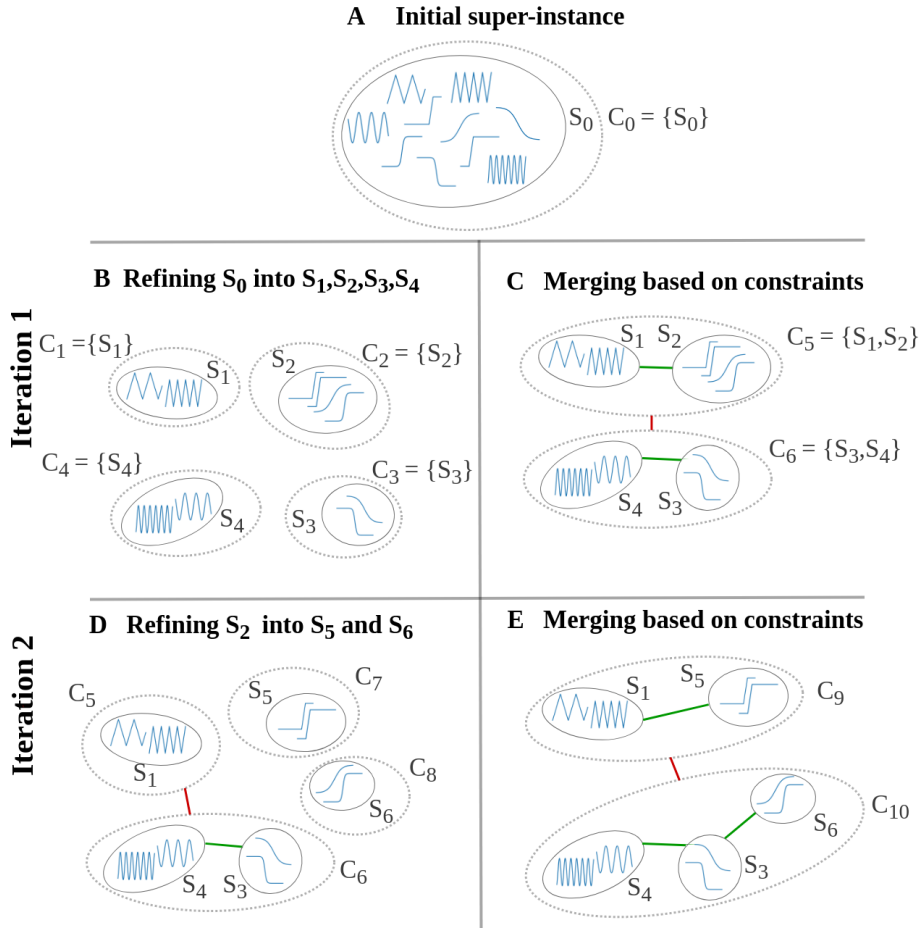 A Initial super-instance
S0 C0 = {S0}
Iteration 1
B Refining S0 into S1,S2,S3,S4
C1 ={S1}
S1
S2
C2 = {S2}
C4 = {S4}
S4
C3 = {S3}
S3
C Merging based on constraints
S1 S2
C5 = {S1,S2}
C6 = {S3,S4}
S4 S3
Iteration 2
D Refining S2 into S5 and S6
C5
S1
S5
C7
C8
S6
S4 S3
C6
E Merging based on constraints
S1
S5
C9
C10
S6
S3
S4